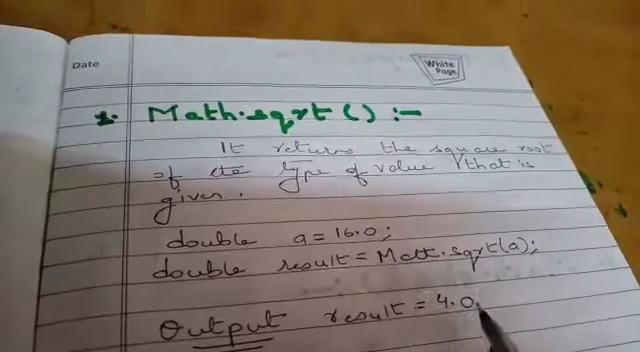 Date
White Page
1. Math.sqrt() :-
It returns the square root
of the type of value that is
given.
double a = 16.0;
double result = Math.sqrt(a);
Output result = 4.0